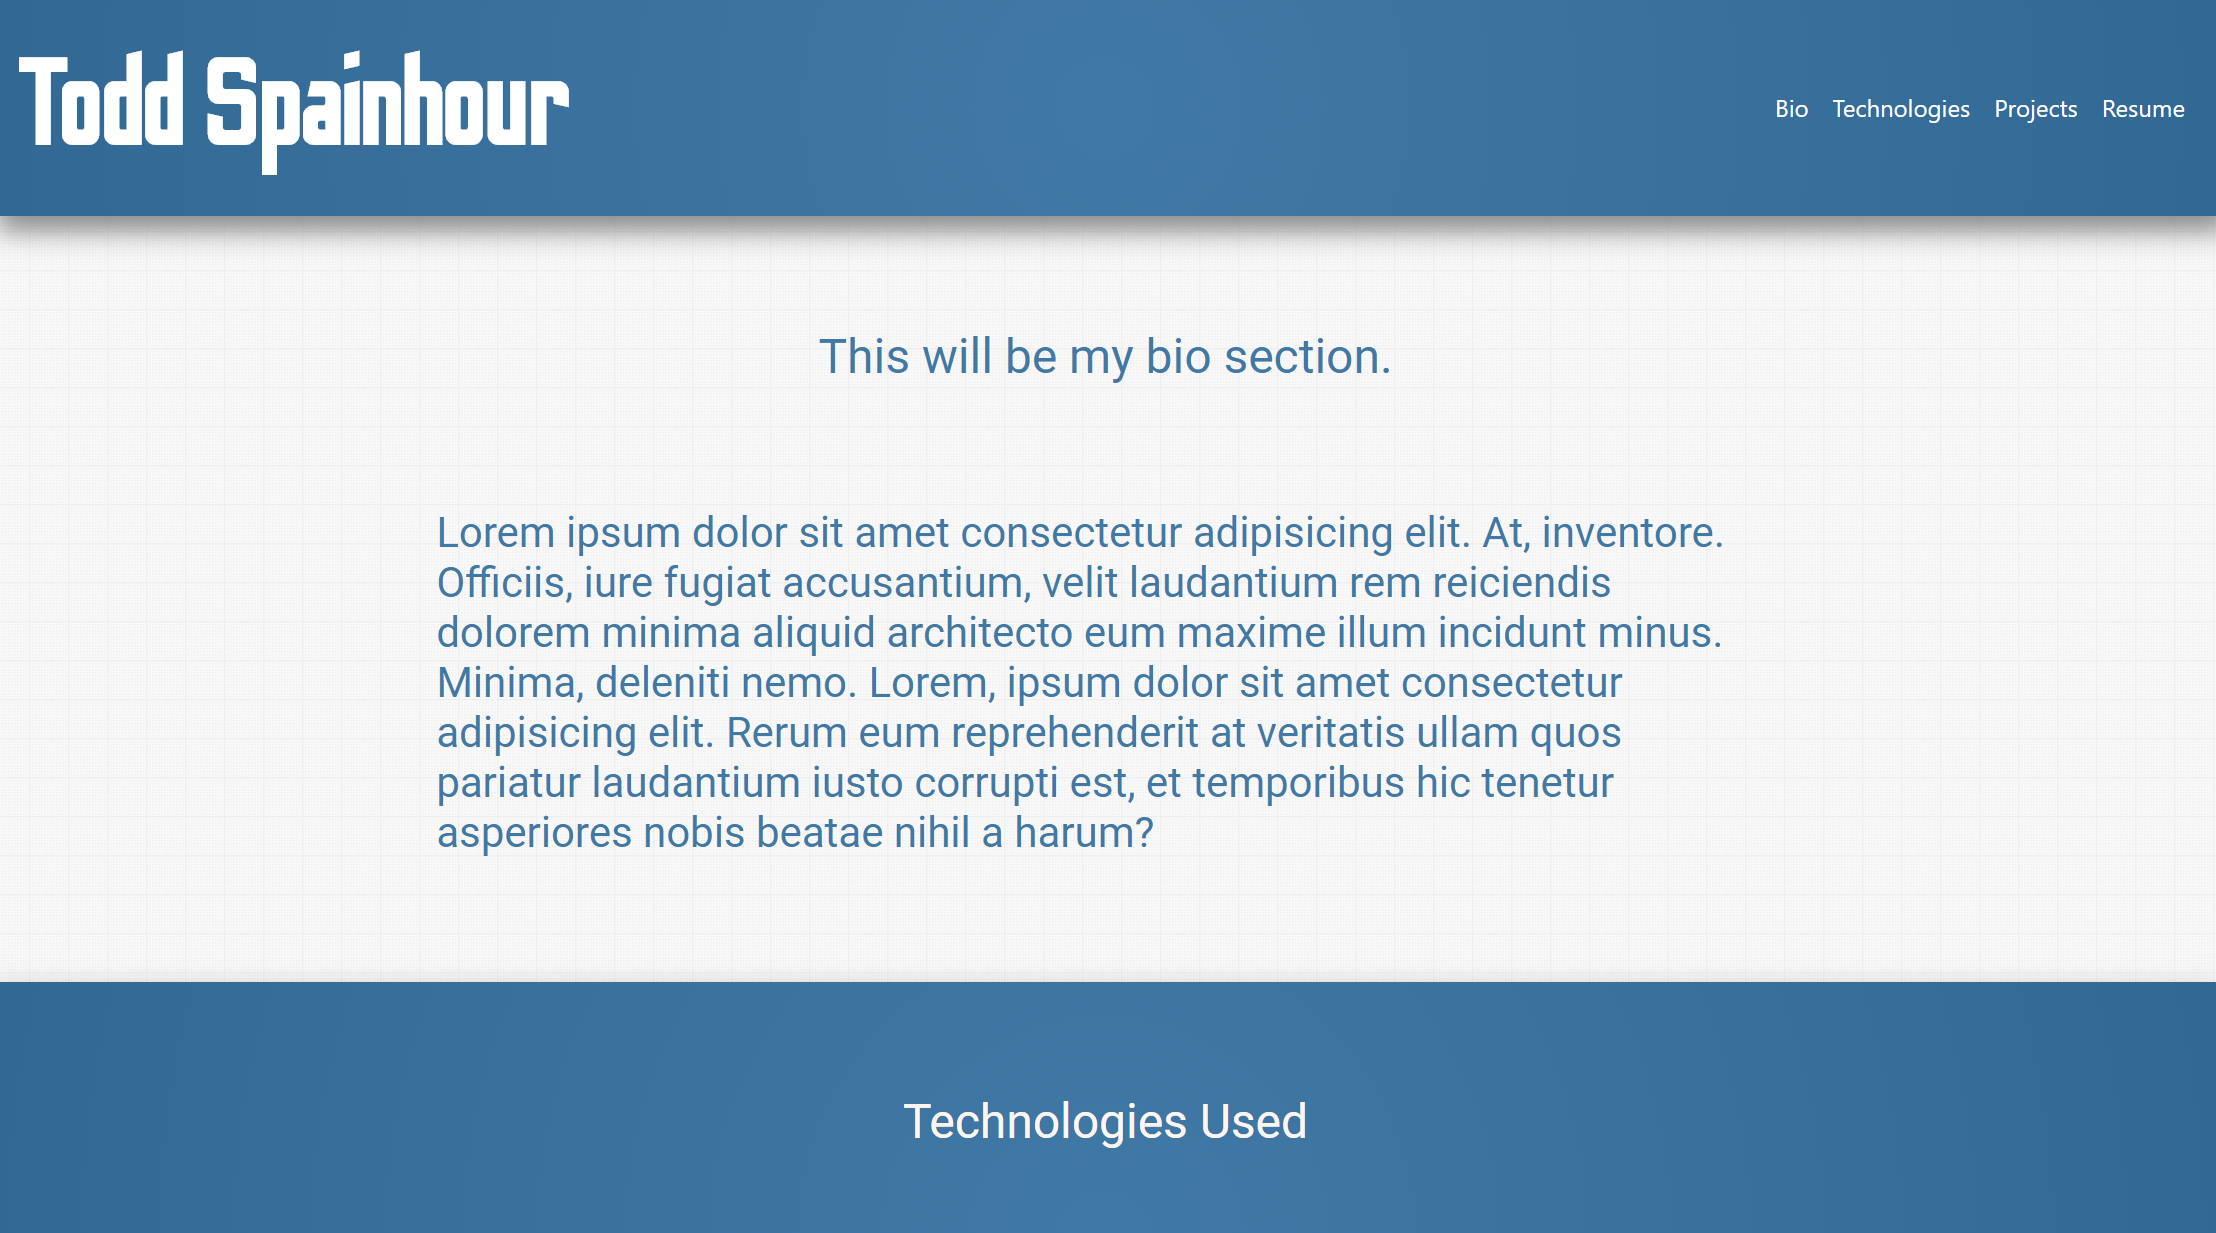 Todd Spainhour
Bio Technologies Projects Resume
This will be my bio section.
Lorem ipsum dolor sit amet consectetur adipisicing elit. At, inventore.
Officiis, iure fugiat accusantium, velit laudantium rem reiciendis
dolorem minima aliquid architecto eum maxime illum incidunt minus.
Minima, deleniti nemo. Lorem, ipsum dolor sit amet consectetur
adipisicing elit. Rerum eum reprehenderit at veritatis ullam quos
pariatur laudantium iusto corrupti est, et temporibus hic tenetur
asperiores nobis beatae nihil a harum?
Technologies Used